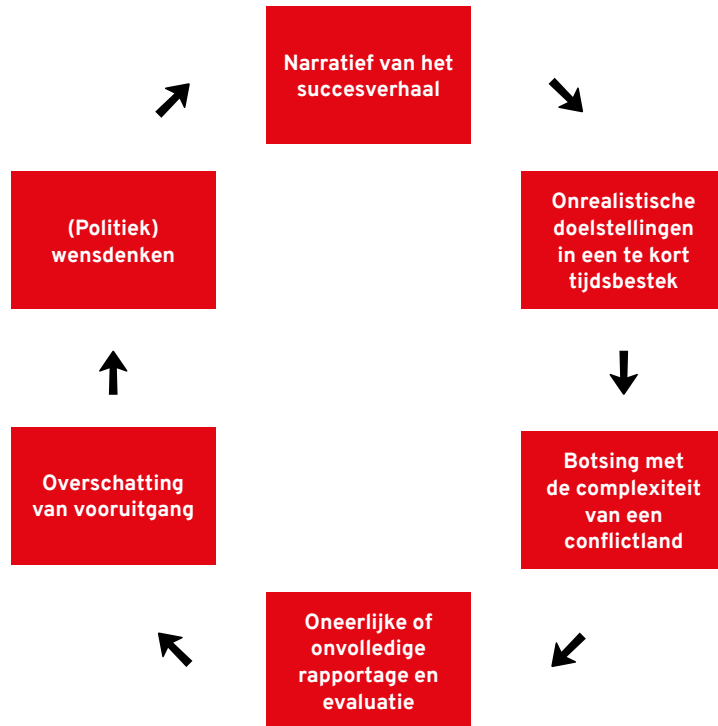 Narratief van het
succesverhaal
Onrealistische
doelstellingen
in een te kort
tijdsbestek
Botsing met
de complexiteit
van een
conflictland
Oneerlijke of
onvolledige
rapportage en
evaluatie
Overschatting
van vooruitgang
(Politiek)
wensdenken